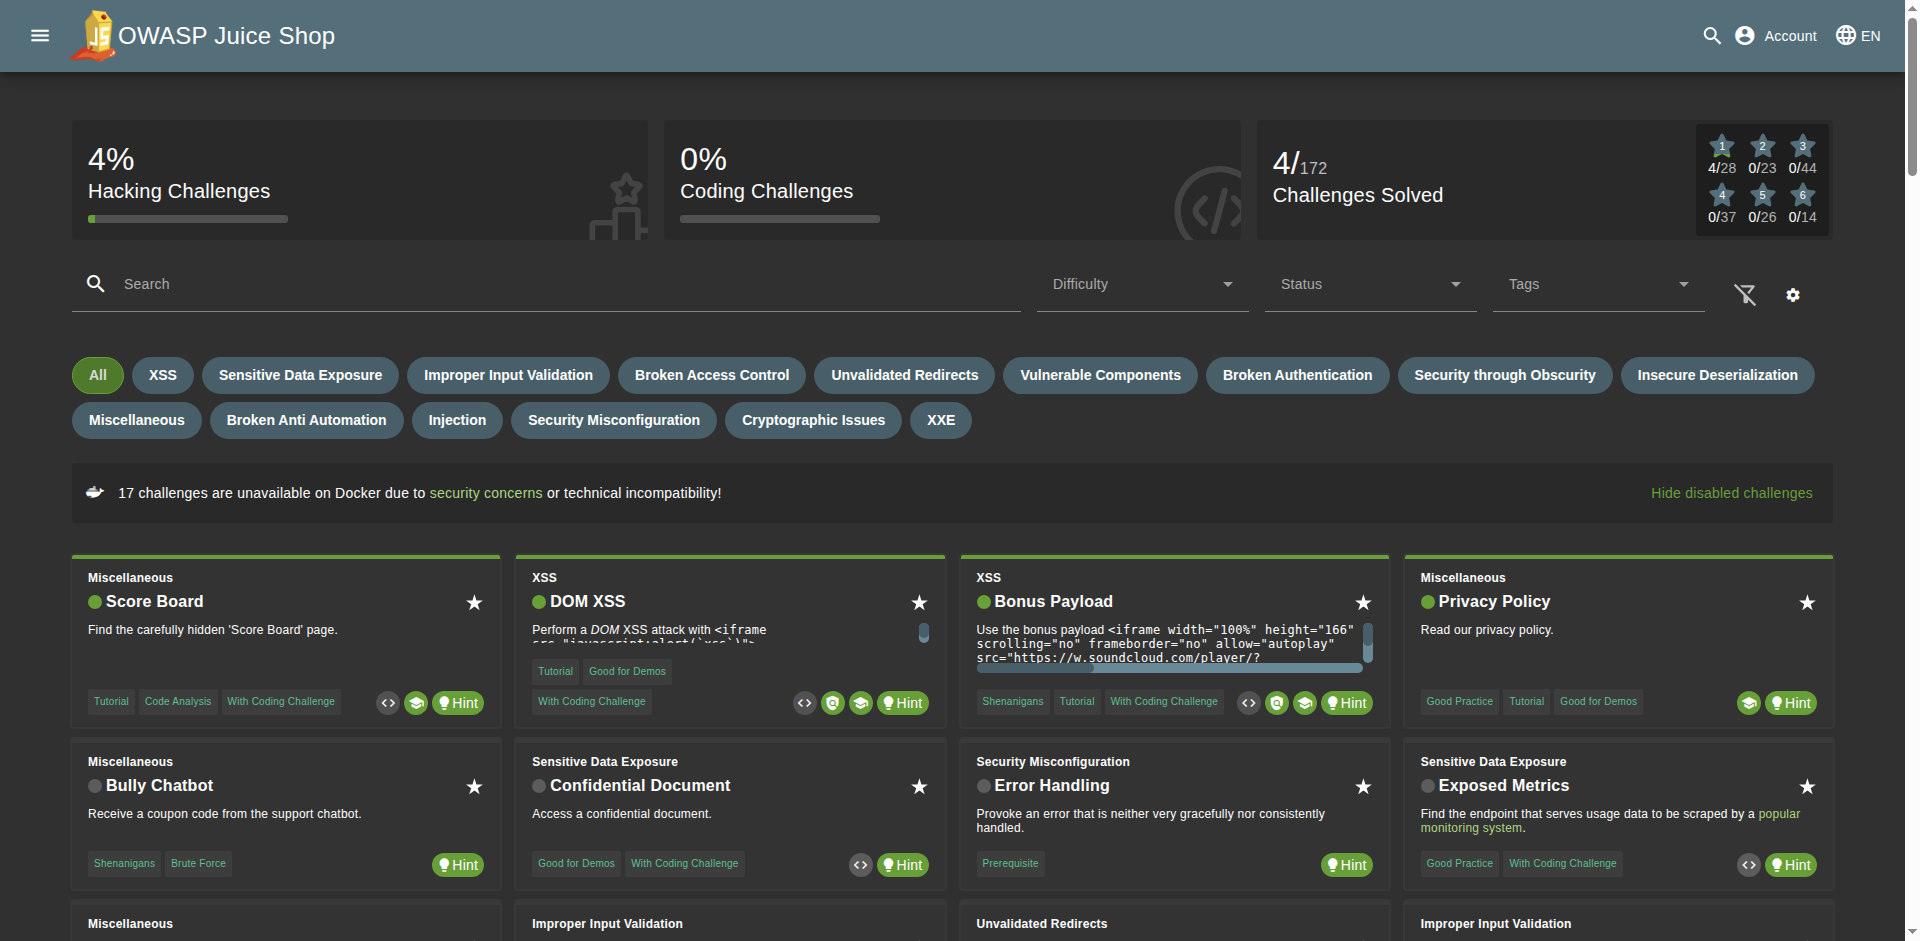 OWASP Juice Shop
Account
EN
4%
Hacking Challenges
0%
Coding Challenges
4/172
Challenges Solved
1 2 3
4/28 0/23 0/44
4 5 6
0/37 0/26 0/14
Search
Difficulty
Status
Tags
All XSS Sensitive Data Exposure Improper Input Validation Broken Access Control Unvalidated Redirects Vulnerable Components Broken Authentication Security through Obscurity Insecure Deserialization
Miscellaneous Broken Anti Automation Injection Security Misconfiguration Cryptographic Issues XXE
17 challenges are unavailable on Docker due to security concerns or technical incompatibility!
Hide disabled challenges
Miscellaneous
Score Board
Find the carefully hidden 'Score Board' page.
Tutorial Code Analysis With Coding Challenge
Hint
XSS
DOM XSS
Perform a DOM XSS attack with <iframe
src="javascript:alert(`xss`)">
Tutorial Good for Demos
With Coding Challenge
Hint
XSS
Bonus Payload
Use the bonus payload <iframe width="100%" height="166"
scrolling="no" frameborder="no" allow="autoplay"
src="https://w.soundcloud.com/player/?
Shenanigans Tutorial With Coding Challenge
Hint
Miscellaneous
Privacy Policy
Read our privacy policy.
Good Practice Tutorial Good for Demos
Hint
Miscellaneous
Bully Chatbot
Receive a coupon code from the support chatbot.
Shenanigans Brute Force
Hint
Sensitive Data Exposure
Confidential Document
Access a confidential document.
Good for Demos With Coding Challenge
Hint
Security Misconfiguration
Error Handling
Provoke an error that is neither very gracefully nor consistently
handled.
Prerequisite
Hint
Sensitive Data Exposure
Exposed Metrics
Find the endpoint that serves usage data to be scraped by a popular
monitoring system.
Good Practice With Coding Challenge
Hint
Miscellaneous
Improper Input Validation
Unvalidated Redirects
Improper Input Validation